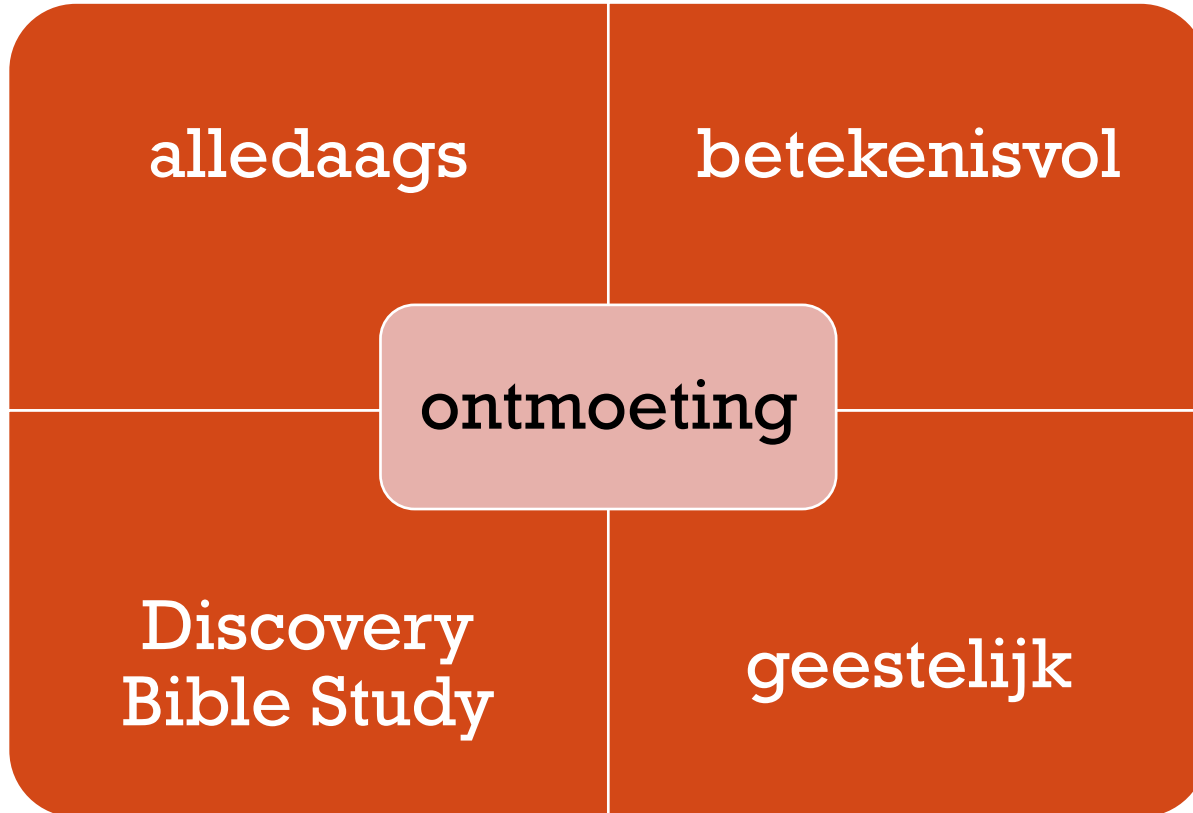 alledaags
betekenisvol
ontmoeting
Discovery
Bible Study
geestelijk